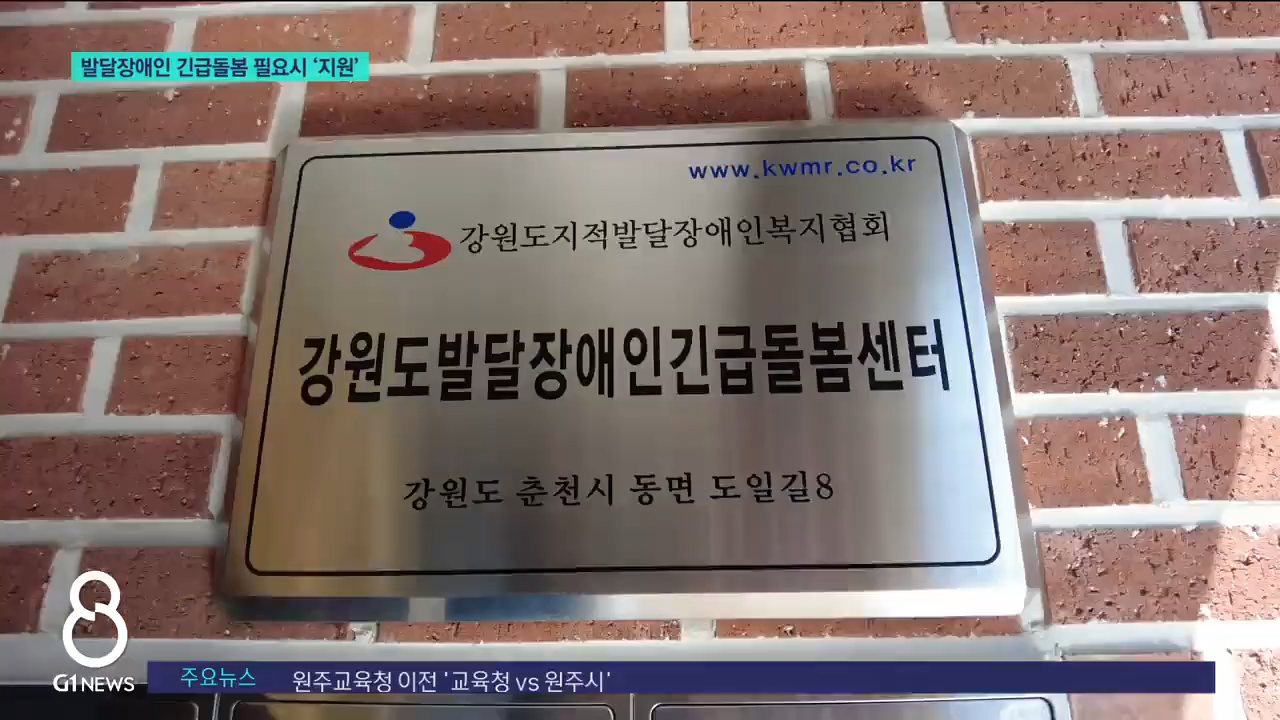 발달장애인 긴급돌봄 필요시 ‘지원’
www.kwmr.co.kr
강원도지적발달장애인복지협회
강원도발달장애인긴급돌봄센터
강원도 춘천시 동면 도일길8
8
G1 NEWS
주요뉴스 원주교육청 이전 '교육청 vs 원주시'